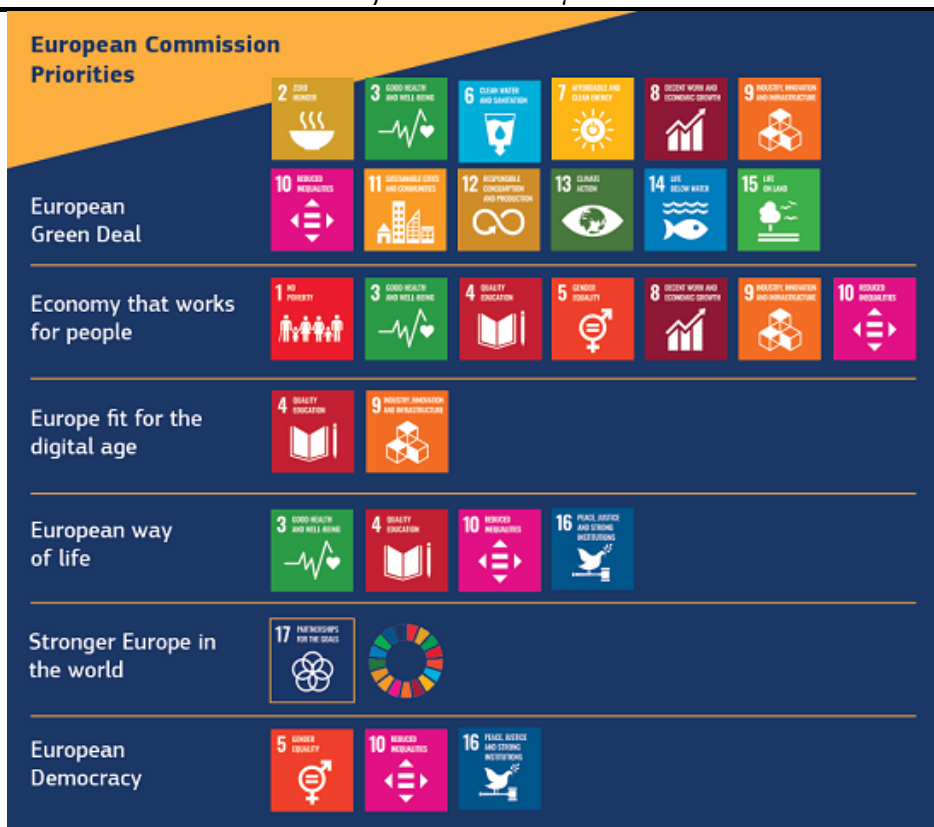 European Commission
Priorities
2 ZERO
HUNGER
3 GOOD HEALTH
AND WELL-BEING
6 CLEAN WATER
AND SANITATION
7 AFFORDABLE AND
CLEAN ENERGY
8 DECENT WORK AND
ECONOMIC GROWTH
9 INDUSTRY, INNOVATION
AND INFRASTRUCTURE
European
Green Deal
10 REDUCED
INEQUALITIES
11 SUSTAINABLE CITIES
AND COMMUNITIES
12 RESPONSIBLE
CONSUMPTION
AND PRODUCTION
13 CLIMATE
ACTION
14 LIFE
BELOW WATER
15 LIFE
ON LAND
Economy that works
for people
1 NO
POVERTY
3 GOOD HEALTH
AND WELL-BEING
4 QUALITY
EDUCATION
5 GENDER
EQUALITY
8 DECENT WORK AND
ECONOMIC GROWTH
9 INDUSTRY, INNOVATION
AND INFRASTRUCTURE
10 REDUCED
INEQUALITIES
Europe fit for the
digital age
4 QUALITY
EDUCATION
9 INDUSTRY, INNOVATION
AND INFRASTRUCTURE
European way
of life
3 GOOD HEALTH
AND WELL-BEING
4 QUALITY
EDUCATION
10 REDUCED
INEQUALITIES
16 PEACE, JUSTICE
AND STRONG
INSTITUTIONS
Stronger Europe in
the world
17 PARTNERSHIPS
FOR THE GOALS
European
Democracy
5 GENDER
EQUALITY
10 REDUCED
INEQUALITIES
16 PEACE, JUSTICE
AND STRONG
INSTITUTIONS